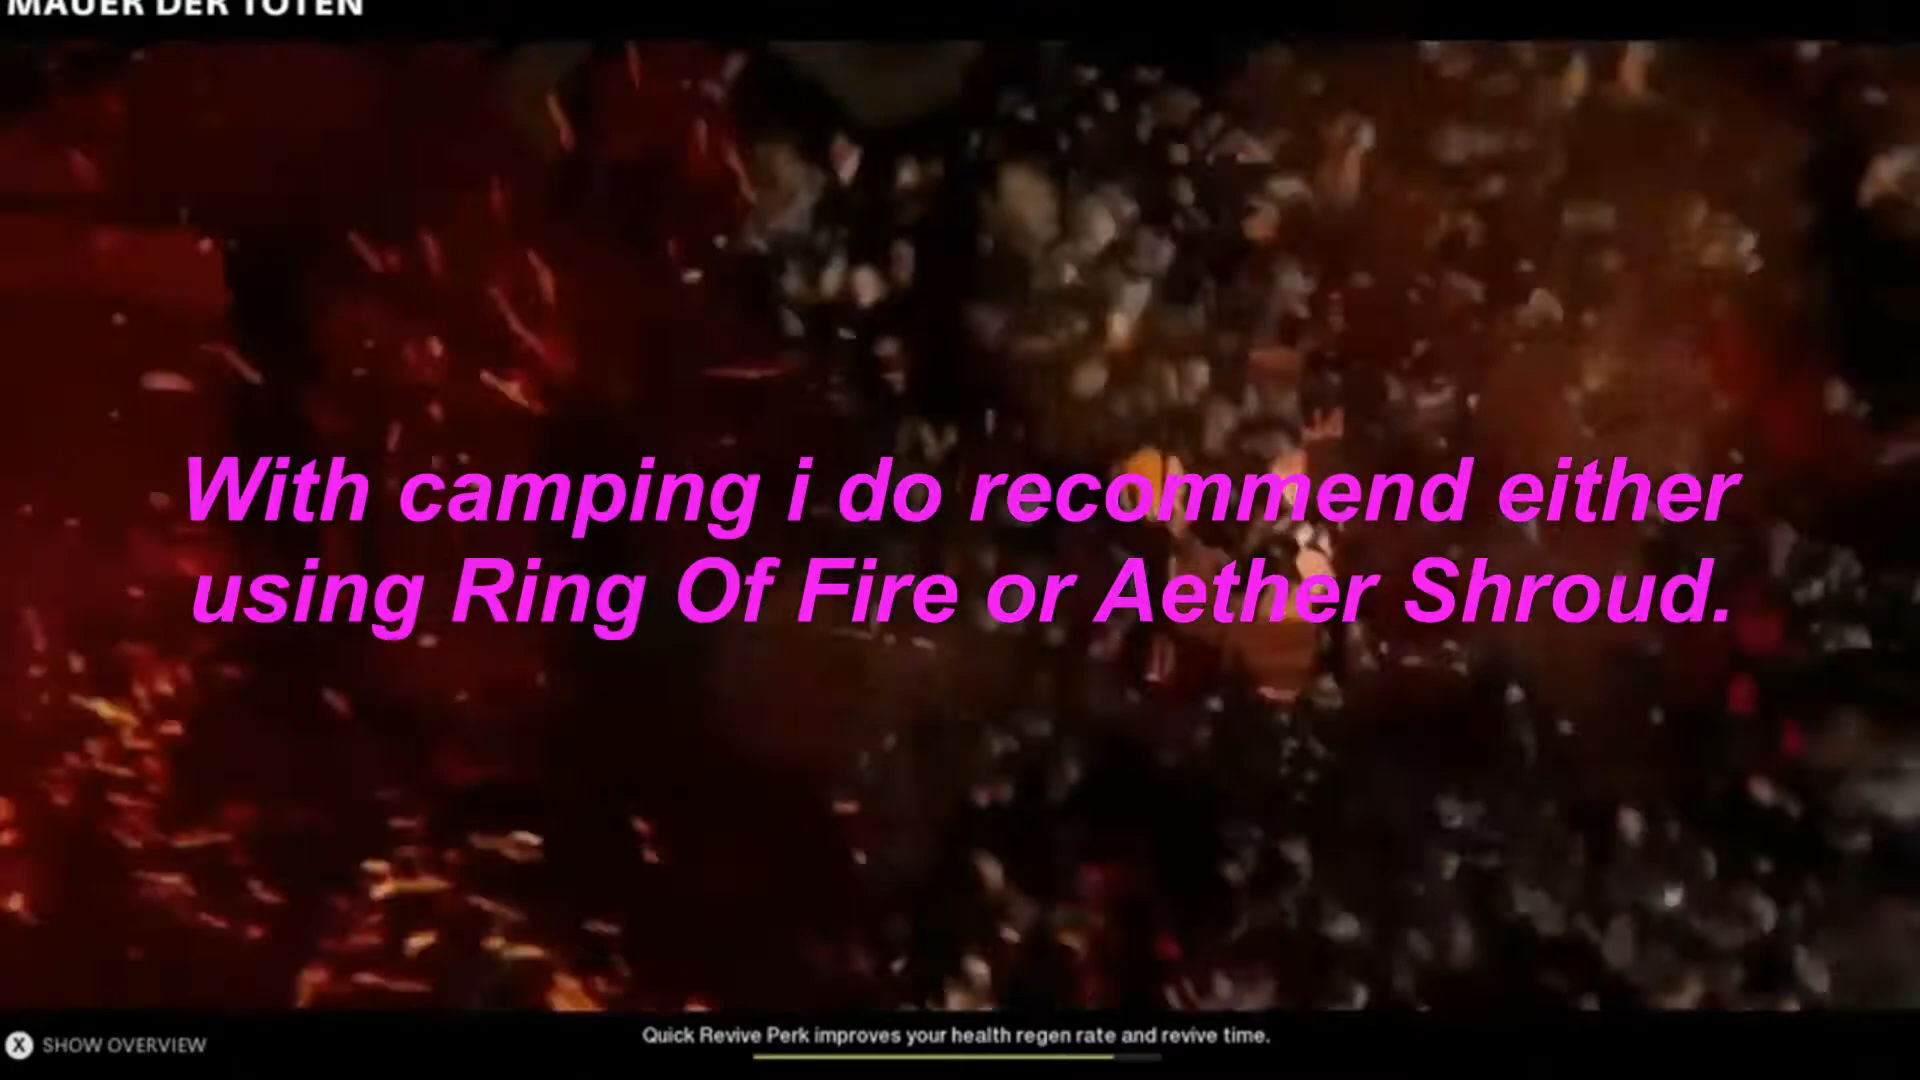 MAUER DER TOTEN
With camping i do recommend either
using Ring Of Fire or Aether Shroud.
Quick Revive Perk improves your health regen rate and revive time.
X SHOW OVERVIEW